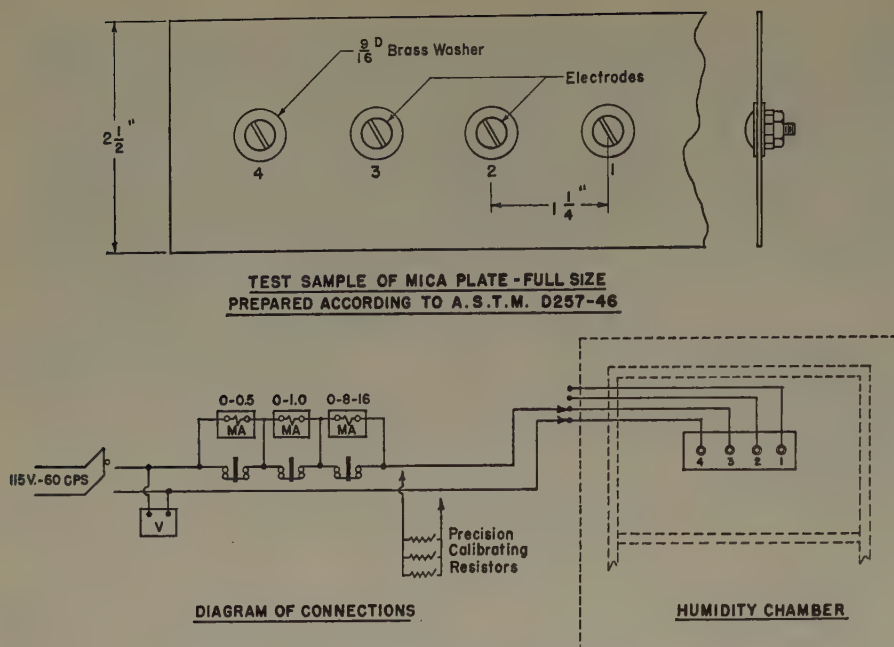 9/16 D Brass Washer
Electrodes
2 1/2"
4 3 2 1
1 1/4"
TEST SAMPLE OF MICA PLATE - FULL SIZE
PREPARED ACCORDING TO A.S.T.M. D257-46
0-0.5 0-1.0 0-8-16
MA MA MA
4 3 2 1
115V.-60 CPS
V
Precision
Calibrating
Resistors
DIAGRAM OF CONNECTIONS
HUMIDITY CHAMBER